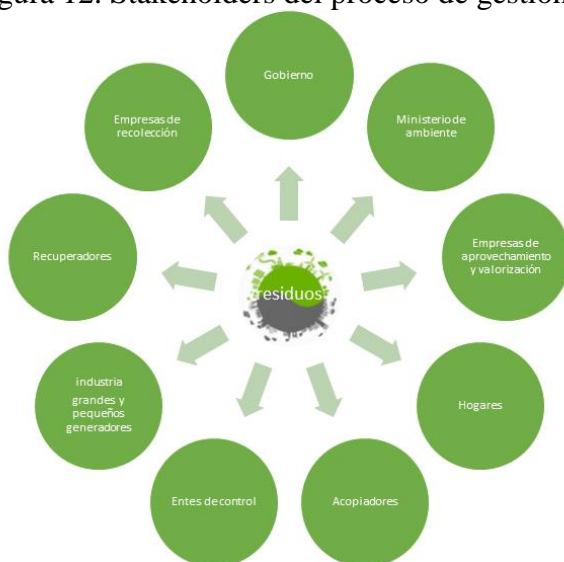 gura 12. Stakeholders del proceso de gestión
Gobierno
Ministerio de
ambiente
Empresas de
aprovechamiento
y valorización
Hogares
Acopiadores
Entes de control
industria
grandes y
pequeños
generadores
Recuperadores
Empresas de
recolección
residuos